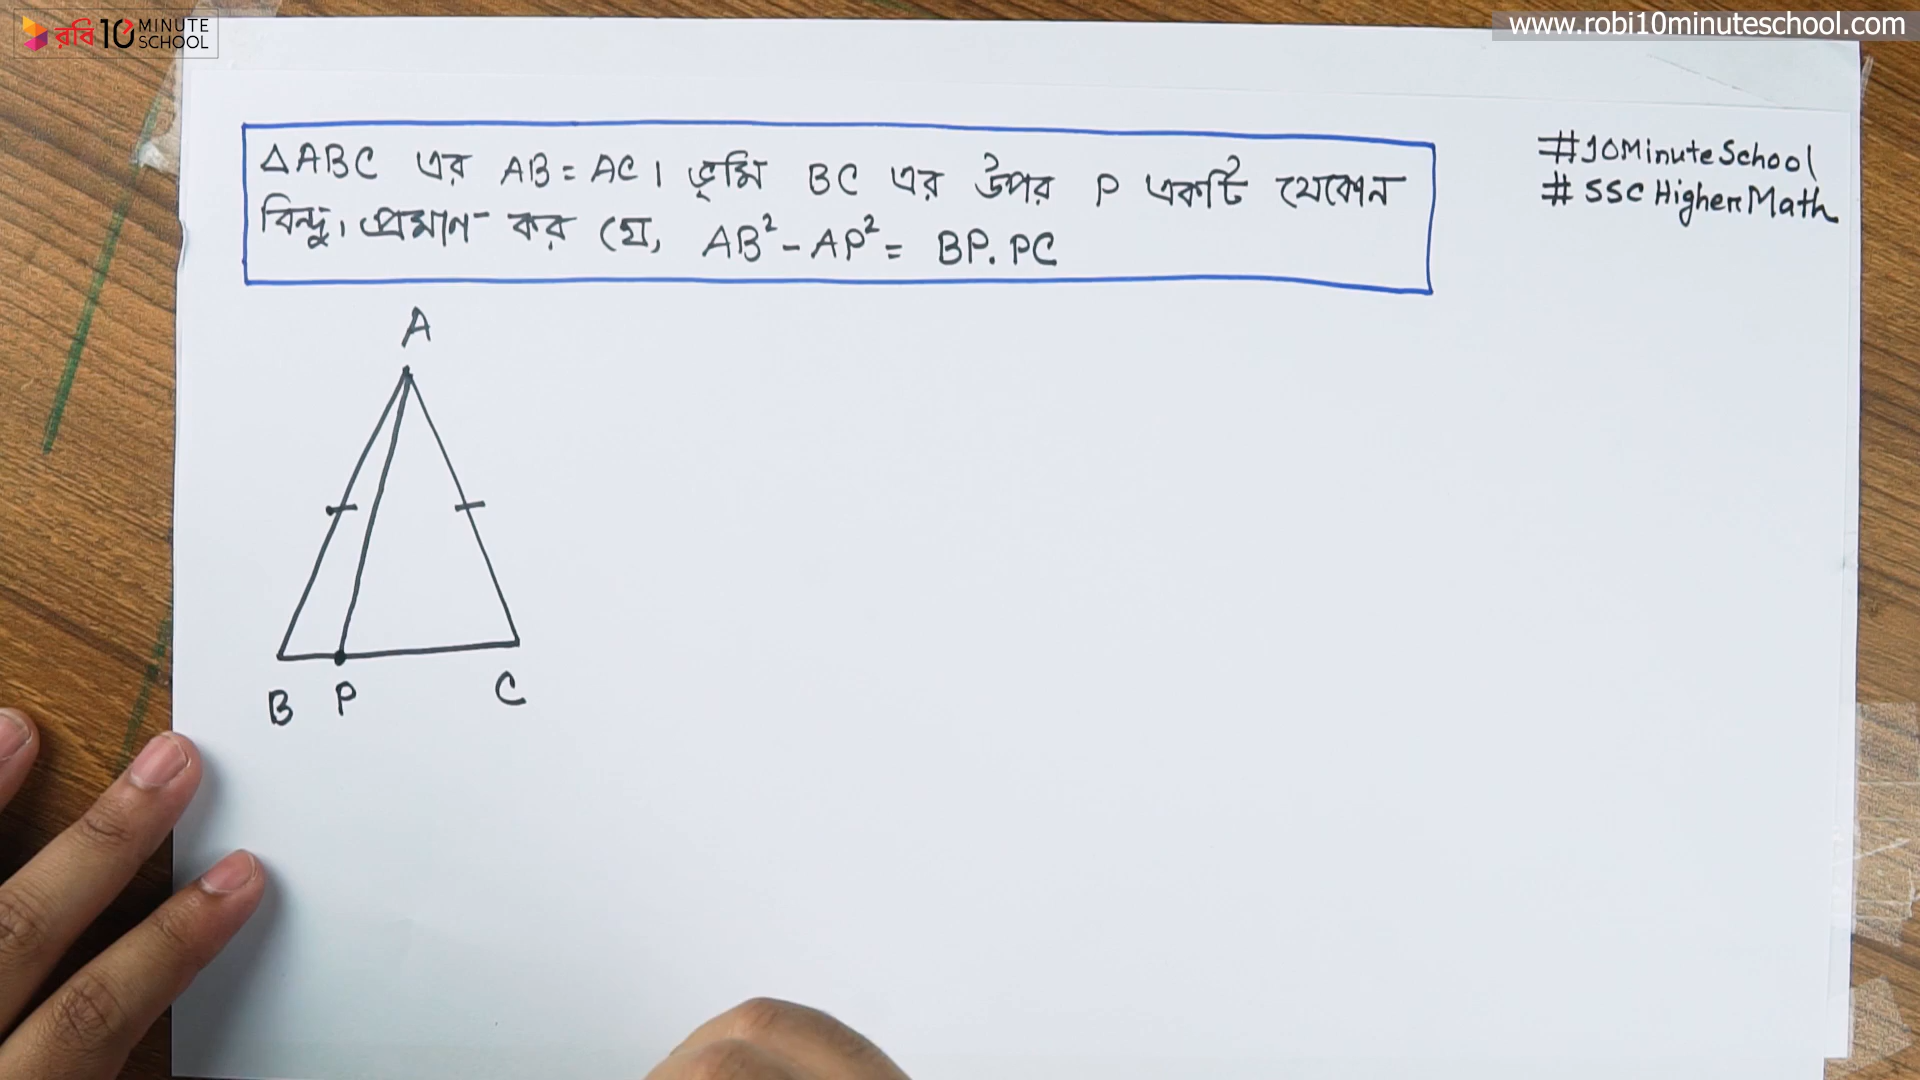 রবি 10 MINUTE SCHOOL
www.robi10minuteschool.com
△ABC এর AB = AC। ভূমি BC এর উপর P একটি যেকোন
বিন্দু। প্রমান কর যে, AB² - AP² = BP.PC
#10MinuteSchool
#SSCHigherMath
A
B P C